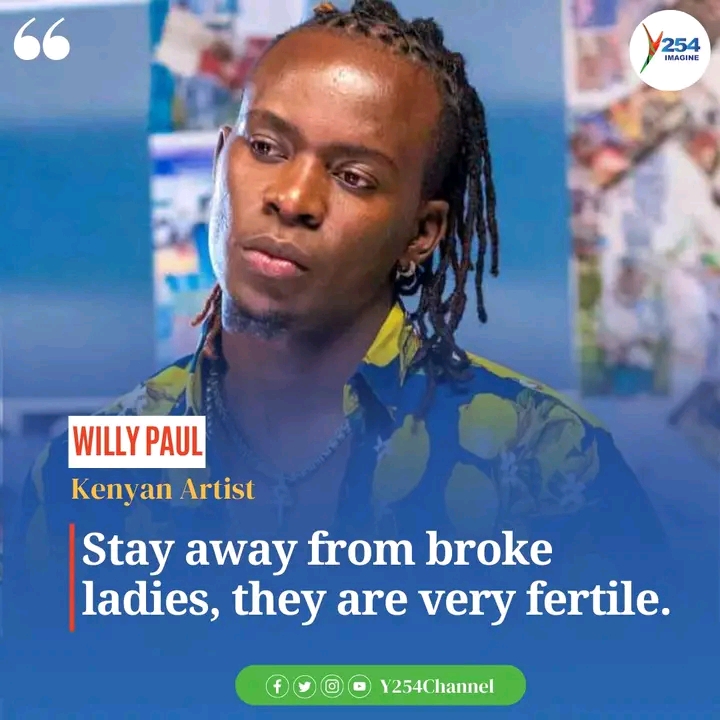 Y254
IMAGINE
WILLY PAUL
Kenyan Artist
Stay away from broke
ladies, they are very fertile.
Y254Channel